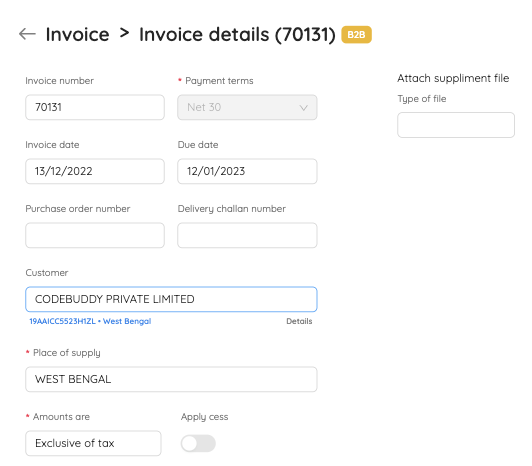 ← Invoice > Invoice details (70131) B2B
Invoice number
* Payment terms
70131
Net 30
Invoice date
Due date
13/12/2022
12/01/2023
Purchase order number
Delivery challan number
Customer
CODEBUDDY PRIVATE LIMITED
19AAICC5523H1ZL • West Bengal
Details
* Place of supply
WEST BENGAL
* Amounts are
Apply cess
Exclusive of tax
Attach suppliment file
Type of file